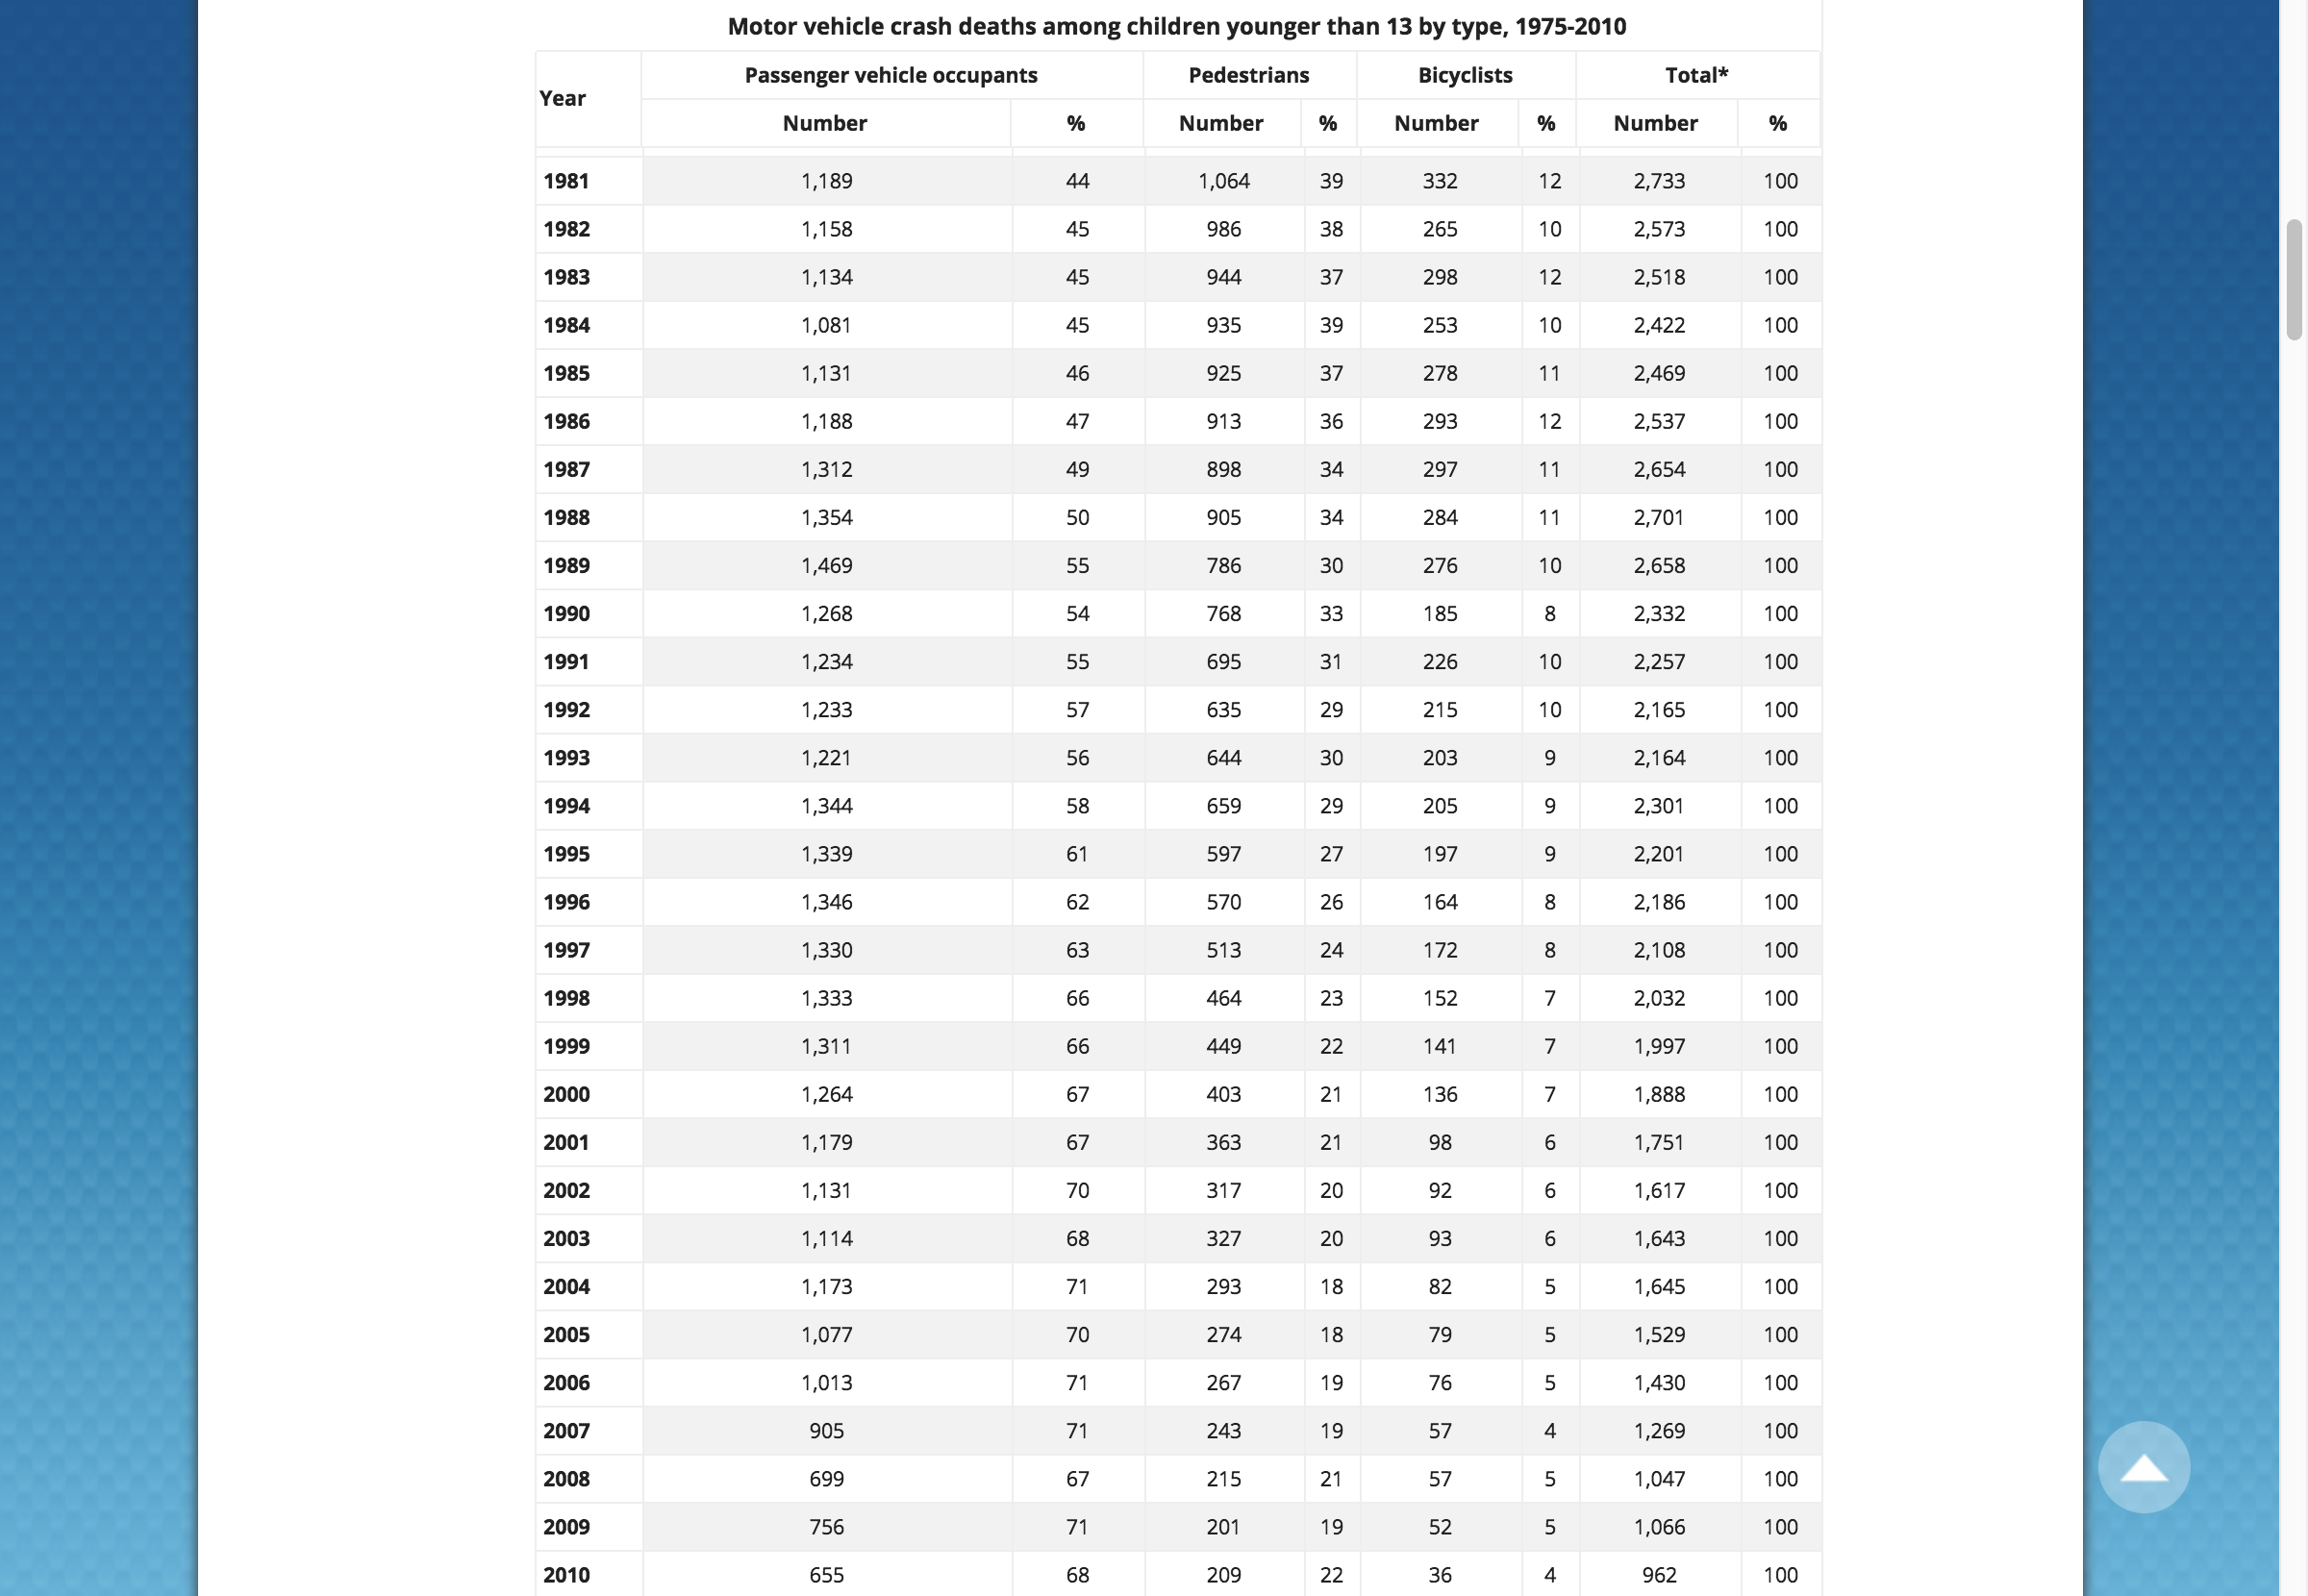 Motor vehicle crash deaths among children younger than 13 by type, 1975-2010
Year Passenger vehicle occupants Pedestrians Bicyclists Total*
Number % Number % Number % Number %
1981 1,189 44 1,064 39 332 12 2,733 100
1982 1,158 45 986 38 265 10 2,573 100
1983 1,134 45 944 37 298 12 2,518 100
1984 1,081 45 935 39 253 10 2,422 100
1985 1,131 46 925 37 278 11 2,469 100
1986 1,188 47 913 36 293 12 2,537 100
1987 1,312 49 898 34 297 11 2,654 100
1988 1,354 50 905 34 284 11 2,701 100
1989 1,469 55 786 30 276 10 2,658 100
1990 1,268 54 768 33 185 8 2,332 100
1991 1,234 55 695 31 226 10 2,257 100
1992 1,233 57 635 29 215 10 2,165 100
1993 1,221 56 644 30 203 9 2,164 100
1994 1,344 58 659 29 205 9 2,301 100
1995 1,339 61 597 27 197 9 2,201 100
1996 1,346 62 570 26 164 8 2,186 100
1997 1,330 63 513 24 172 8 2,108 100
1998 1,333 66 464 23 152 7 2,032 100
1999 1,311 66 449 22 141 7 1,997 100
2000 1,264 67 403 21 136 7 1,888 100
2001 1,179 67 363 21 98 6 1,751 100
2002 1,131 70 317 20 92 6 1,617 100
2003 1,114 68 327 20 93 6 1,643 100
2004 1,173 71 293 18 82 5 1,645 100
2005 1,077 70 274 18 79 5 1,529 100
2006 1,013 71 267 19 76 5 1,430 100
2007 905 71 243 19 57 4 1,269 100
2008 699 67 215 21 57 5 1,047 100
2009 756 71 201 19 52 5 1,066 100
2010 655 68 209 22 36 4 962 100